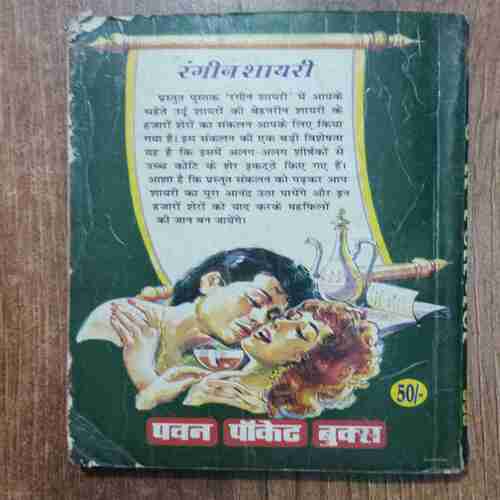 रंगीन शायरी
प्रस्तुत पुस्तक 'रंगीन शायरी' में आपके
चहेते उर्दू शायरों की बेहतरीन शायरी के
हजारों शेरों का संकलन आपके लिए किया
गया है। इस संकलन की एक बड़ी विशेषता
यह है कि इसमें अलग-अलग शीर्षकों से
उच्च कोटि के शेर इकट्ठे किए गए हैं।
आशा है कि प्रस्तुत संकलन को पढ़कर आप
शायरी का पूरा आनंद उठा पायेंगे और इन
हजारों शेरों को याद करके महफिलों
की जान बन जायेंगे।
50/-
पवन पॉकेट बुक्स